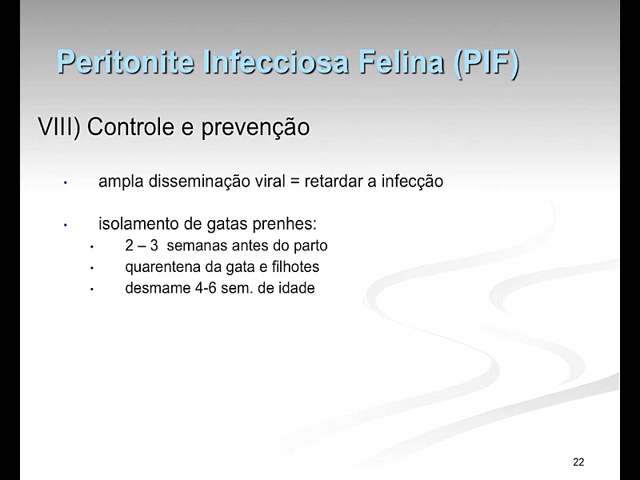 Peritonite Infecciosa Felina (PIF)
VIII) Controle e prevenção
• ampla disseminação viral = retardar a infecção
• isolamento de gatas prenhes:
• 2 – 3 semanas antes do parto
• quarentena da gata e filhotes
• desmame 4-6 sem. de idade
22